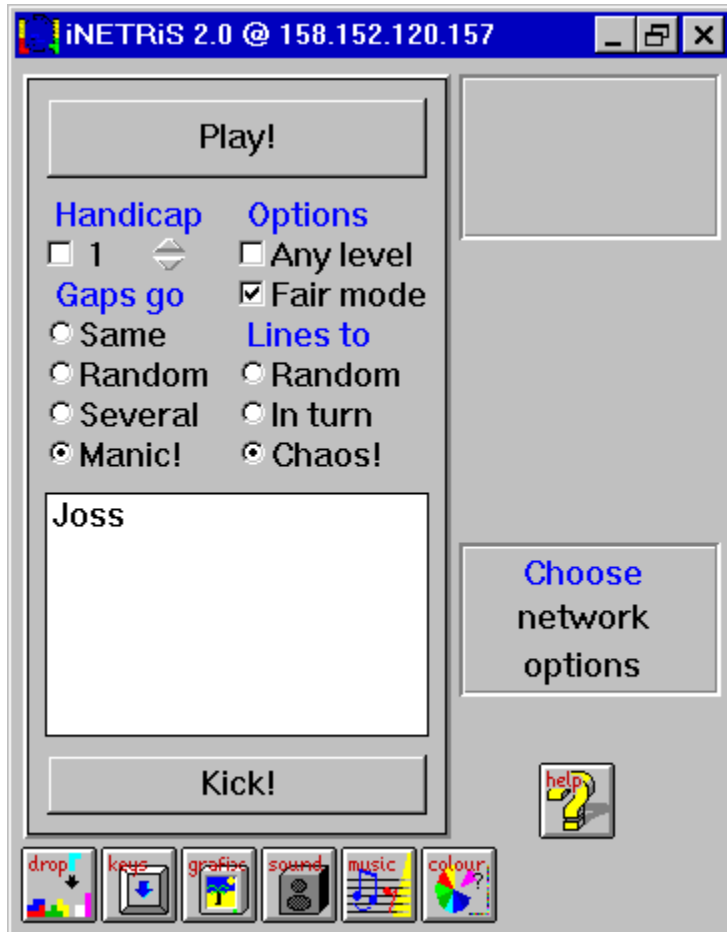 iNETRiS 2.0 @ 158.152.120.157
Play!
Handicap Options
1 Any level
Gaps go Fair mode
Same Lines to
Random Random
Several In turn
Manic! Chaos!
Joss
Choose
network
options
Kick!
help
drop keys grafisc sound music colour
?